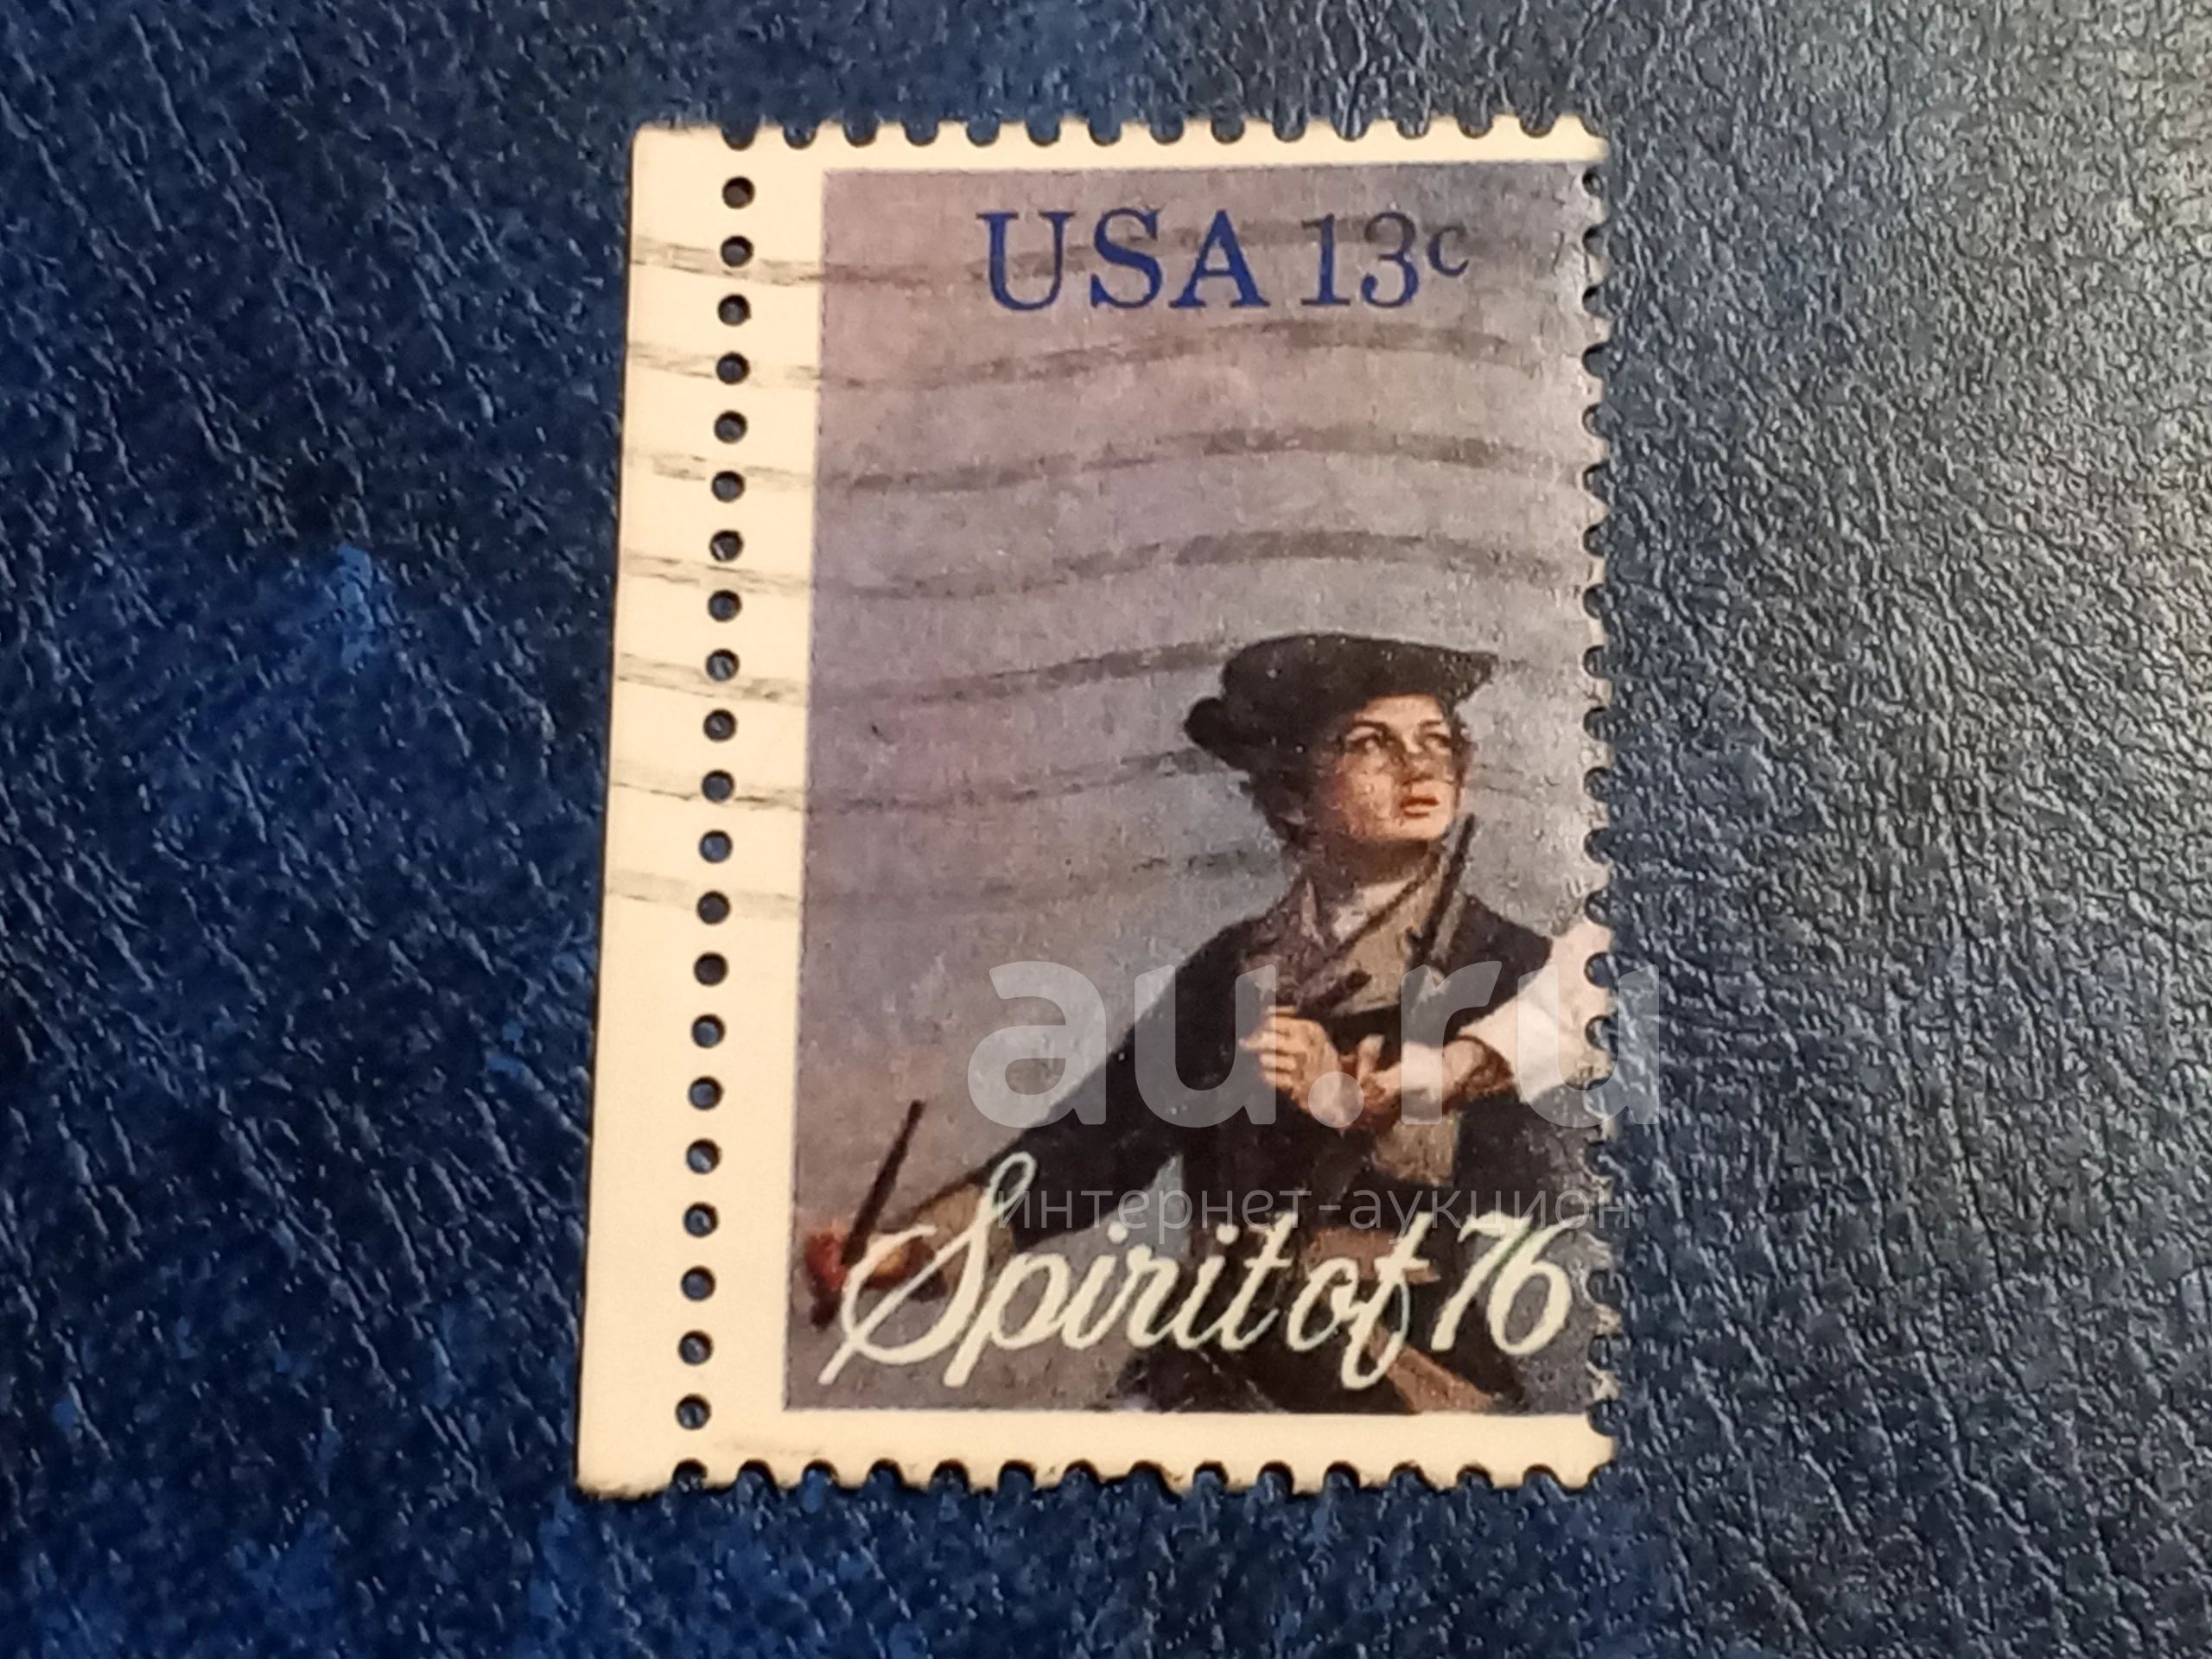 USA 13c
au.ru
интернет-аукцион
Spirit of 76